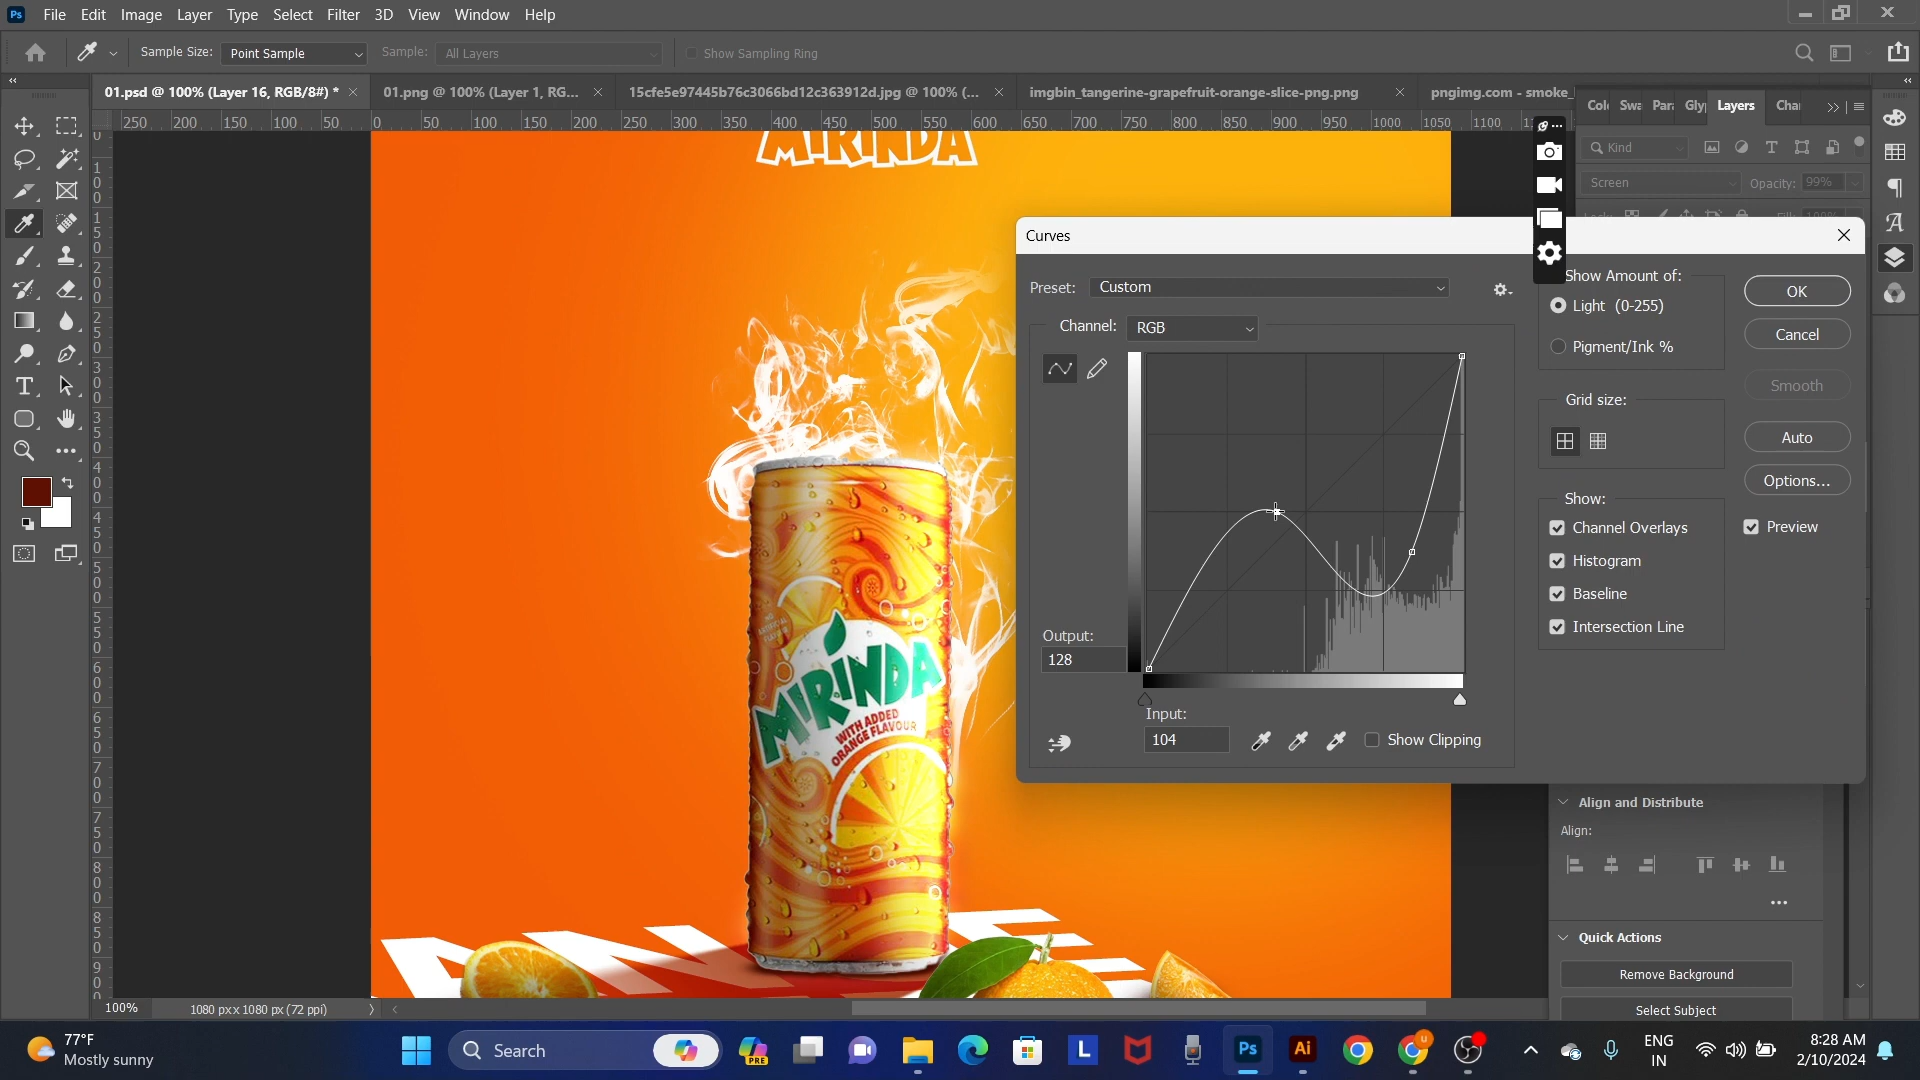 Ps File Edit Image Layer Type Select Filter 3D View Window Help
Sample Size: Point Sample Sample: All Layers Show Sampling Ring
01.psd @ 100% (Layer 16, RGB/8#) * 01.png @ 100% (Layer 1, RG... 15cfe5e97445b76c3066bd12c363912d.jpg @ 100% (... imgbin_tangerine-grapefruit-orange-slice-png.png pngimg.com - smoke_
Swa Layers
250 200 150 100 50 0 50 100 150 200 250 300 350 400 450 500 550 600 650 700 750 800 850 900 950 1000 1050 1100
Kind
Screen Opacity: 99%
MIRINDA
Curves
Preset: Custom
Channel: RGB
Output:
128
Input:
104
Show Clipping
Show Amount of:
Light (0-255)
Pigment/Ink %
Grid size:
Show:
Channel Overlays
Histogram
Baseline
Intersection Line
OK
Cancel
Smooth
Auto
Options...
Preview
MIRINDA
WITH ADDED
ORANGE FLAVOUR
Align and Distribute
Align:
Quick Actions
Remove Background
Select Subject
100% 1080 px x 1080 px (72 ppi)
77°F
Mostly sunny
Search
PRE
L
Ps
Ai
ENG
IN
8:28 AM
2/10/2024